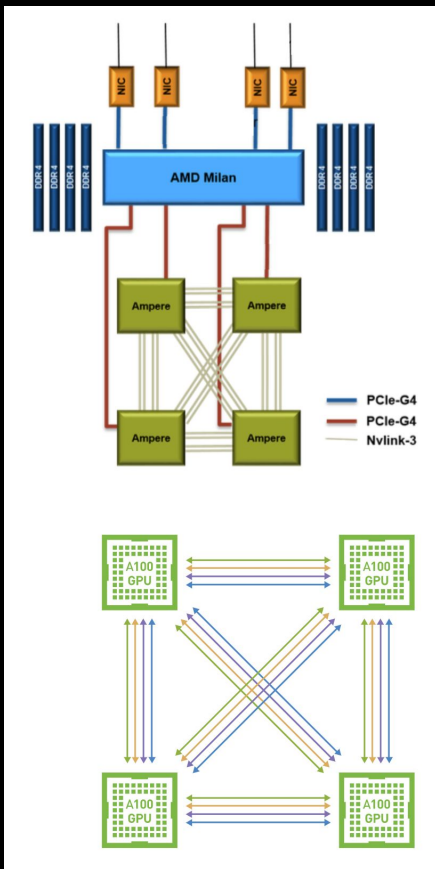 NIC
NIC
NIC
NIC
DDR 4
DDR 4
DDR 4
DDR 4
AMD Milan
DDR 4
DDR 4
DDR 4
DDR 4
Ampere
Ampere
Ampere
Ampere
PCIe-G4
PCIe-G4
Nvlink-3
A100
GPU
A100
GPU
A100
GPU
A100
GPU